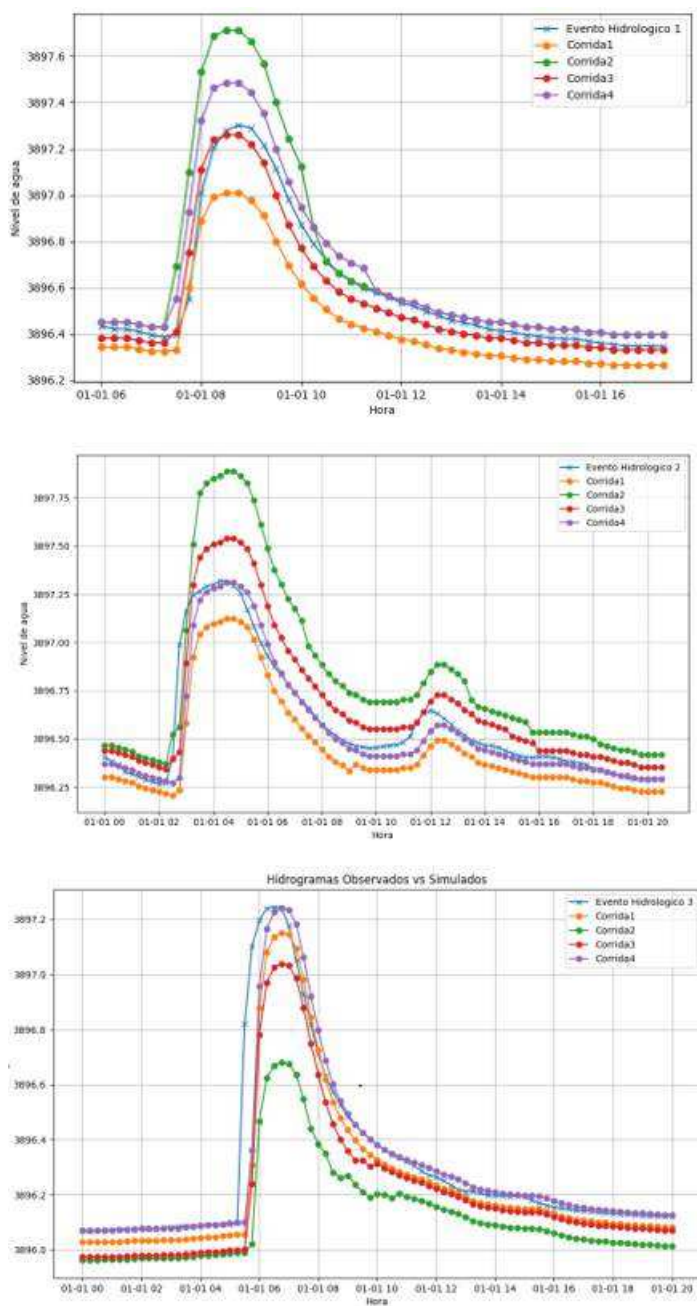 3897.6
3897.4
3897.2
3897.0
3896.8
3896.6
3896.4
3896.2
Nivel de agua
Evento Hidrologico 1
Corrida1
Corrida2
Corrida3
Corrida4
01-01 06
01-01 08
01-01 10
01-01 12
01-01 14
01-01 16
Hora
3897.75
3897.50
3897.25
3897.00
3896.75
3896.50
3896.25
Nivel de agua
Evento Hidrologico 2
Corrida1
Corrida2
Corrida3
Corrida4
01-01 00
01-01 02
01-01 04
01-01 06
01-01 08
01-01 10
01-01 12
01-01 14
01-01 16
01-01 18
01-01 20
Hora
Hidrogramas Observados vs Simulados
3897.2
3897.0
3896.8
3896.6
3896.4
3896.2
3896.0
Evento Hidrologico 3
Corrida1
Corrida2
Corrida3
Corrida4
01-01 00
01-01 02
01-01 04
01-01 06
01-01 08
01-01 10
01-01 12
01-01 14
01-01 16
01-01 18
01-01 20
Hora